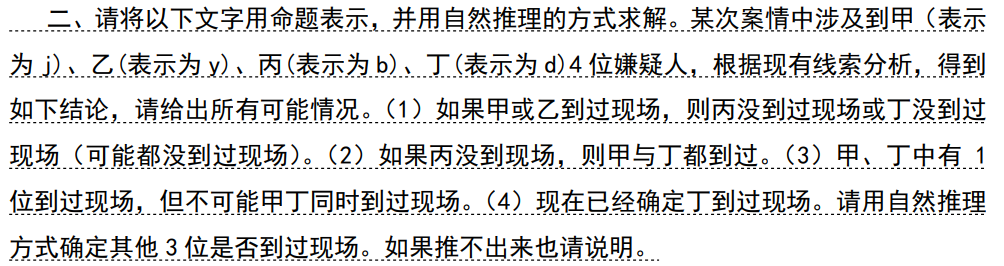 二、请将以下文字用命题表示，并用自然推理的方式求解。某次案情中涉及到甲（表示
为 j)、乙(表示为 y)、丙(表示为 b)、丁(表示为 d)4 位嫌疑人，根据现有线索分析，得到
如下结论，请给出所有可能情况。（1）如果甲或乙到过现场，则丙没到过现场或丁没到过
现场（可能都没到过现场）。（2）如果丙没到现场，则甲与丁都到过。（3）甲、丁中有 1
位到过现场，但不可能甲丁同时到过现场。（4）现在已经确定丁到过现场。请用自然推理
方式确定其他 3 位是否到过现场。如果推不出来也请说明。